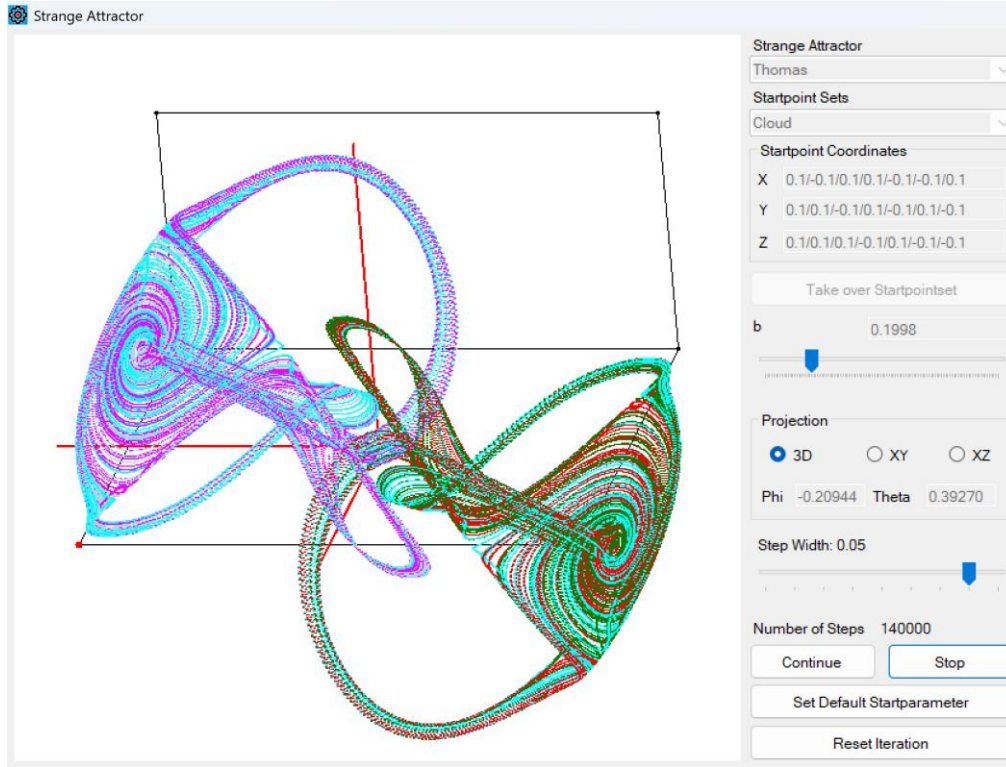 Strange Attractor
Strange Attractor
Thomas
Startpoint Sets
Cloud
Startpoint Coordinates
X 0.1/-0.1/0.1/0.1/-0.1/-0.1/0.1
Y 0.1/0.1/-0.1/0.1/-0.1/0.1/-0.1
Z 0.1/0.1/0.1/-0.1/0.1/-0.1/-0.1
Take over Startpointset
b 0.1998
Projection
3D XY XZ
Phi -0.20944 Theta 0.39270
Step Width: 0.05
Number of Steps 140000
Continue Stop
Set Default Startparameter
Reset Iteration